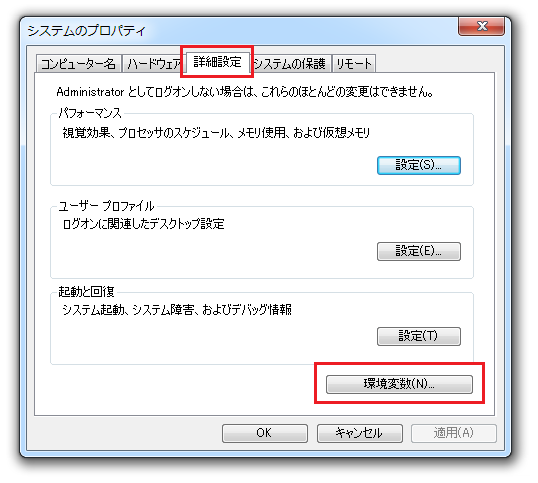 システムのプロパティ
コンピューター名 ハードウェア 詳細設定 システムの保護 リモート
Administrator としてログオンしない場合は、これらのほとんどの変更はできません。
パフォーマンス
視覚効果、プロセッサのスケジュール、メモリ使用、および仮想メモリ
設定(S)...
ユーザー プロファイル
ログオンに関連したデスクトップ設定
設定(E)...
起動と回復
システム起動、システム障害、およびデバッグ情報
設定(T)
環境変数(N)...
OK キャンセル 適用(A)